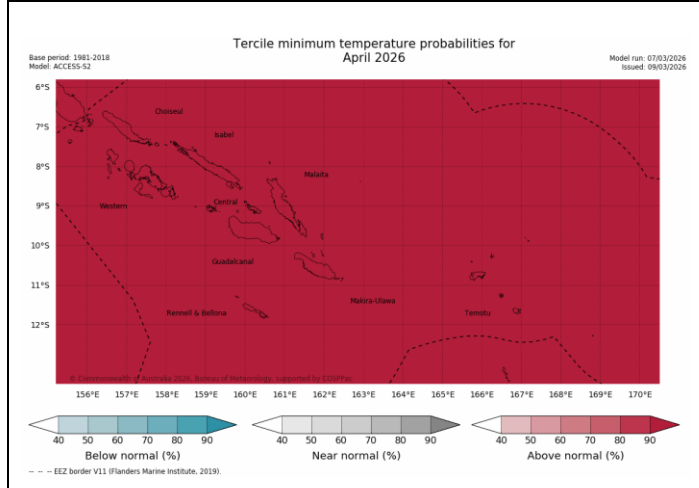 Tercile minimum temperature probabilities for
April 2026
Base period: 1981-2018
Model: ACCESS-S2
Model run: 07/03/2026
Issued: 09/03/2026
6°S
7°S
8°S
9°S
10°S
11°S
12°S
Choiseul
Isabel
Malaita
Western
Central
Guadalcanal
Makira-Ulawa
Rennell & Bellona
Temotu
© Commonwealth of Australia 2026, Bureau of Meteorology, supported by COSPPac
156°E 157°E 158°E 159°E 160°E 161°E 162°E 163°E 164°E 165°E 166°E 167°E 168°E 169°E 170°E
40 50 60 70 80 90
Below normal (%)
40 50 60 70 80 90
Near normal (%)
40 50 60 70 80 90
Above normal (%)
-- -- -- EEZ border V11 (Flanders Marine Institute, 2019).